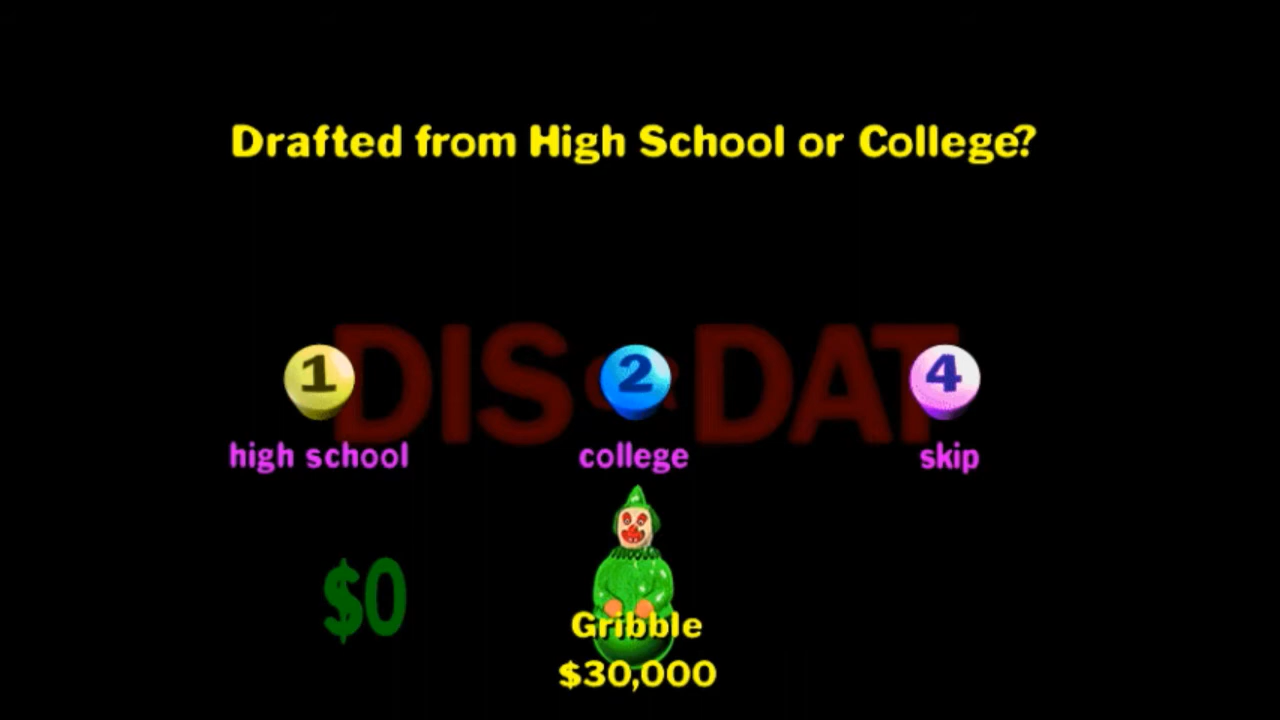 Drafted from High School or College?
DIS OR DAT
1 2 4
high school college skip
$0
Gribble
$30,000